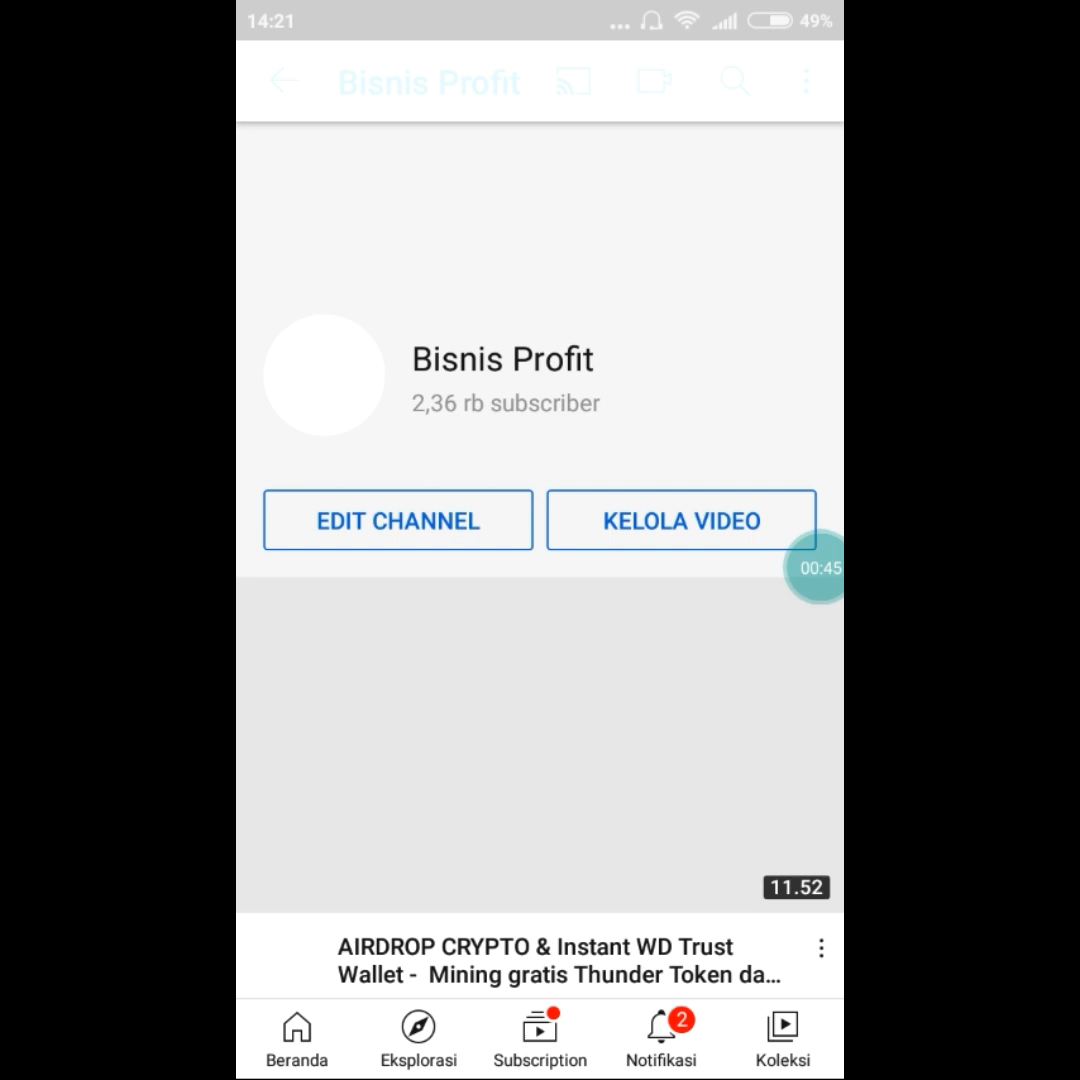 14:21
49%
Bisnis Profit
Bisnis Profit
2,36 rb subscriber
EDIT CHANNEL
KELOLA VIDEO
00:45
11.52
AIRDROP CRYPTO & Instant WD Trust
Wallet - Mining gratis Thunder Token da...
2
Beranda
Eksplorasi
Subscription
Notifikasi
Koleksi